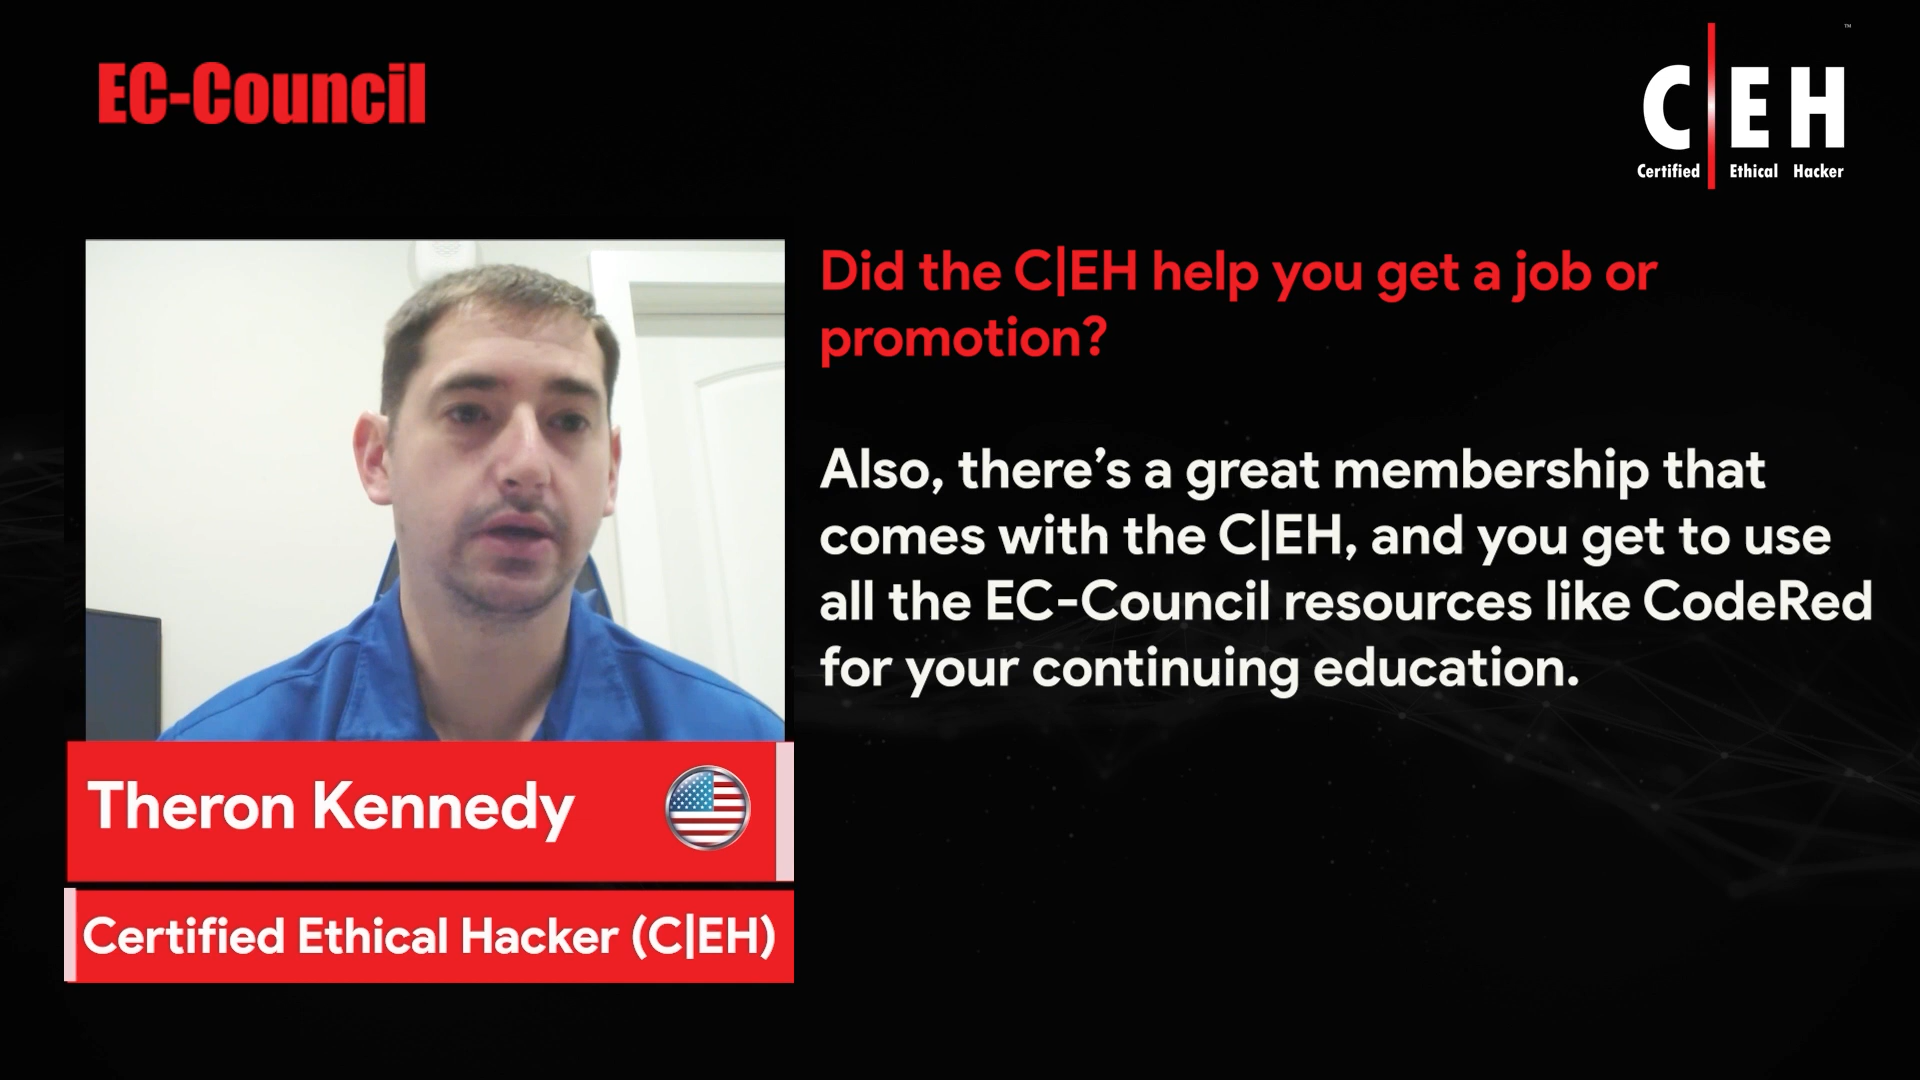 EC-Council
C|EH
™
Certified Ethical Hacker
Did the C|EH help you get a job or
promotion?
Also, there’s a great membership that
comes with the C|EH, and you get to use
all the EC-Council resources like CodeRed
for your continuing education.
Theron Kennedy
Certified Ethical Hacker (C|EH)